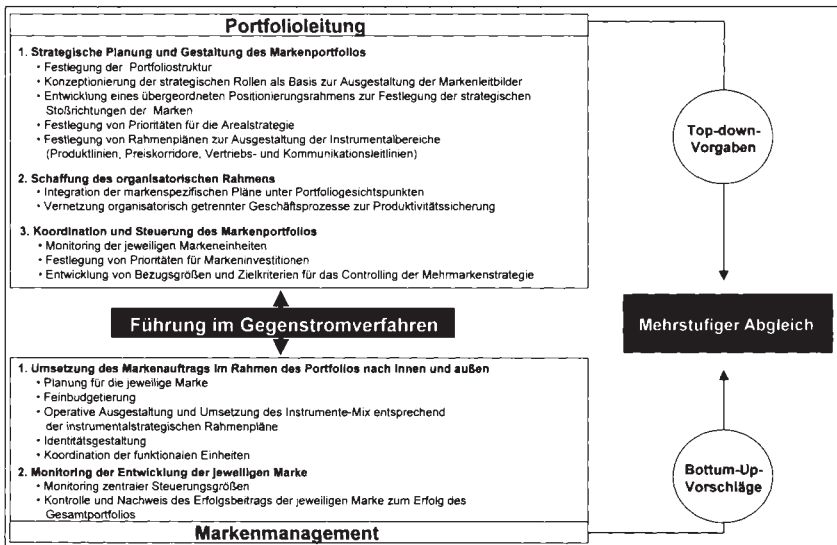 Portfolioleitung
1. Strategische Planung und Gestaltung des Markenportfolios
• Festlegung der Portfoliostruktur
• Konzeptionierung der strategischen Rollen als Basis zur Ausgestaltung der Markenleitbilder
• Entwicklung eines übergeordneten Positionierungsrahmens zur Festlegung der strategischen
Stoßrichtungen der Marken
• Festlegung von Prioritäten für die Arealstrategie
• Festlegung von Rahmenplänen zur Ausgestaltung der Instrumentalbereiche
(Produktlinien, Preiskorridore, Vertriebs- und Kommunikationsleitlinien)
2. Schaffung des organisatorischen Rahmens
• Integration der markenspezifischen Pläne unter Portfoliogesichtspunkten
• Vernetzung organisatorisch getrennter Geschäftsprozesse zur Produktivitätssicherung
3. Koordination und Steuerung des Markenportfolios
• Monitoring der jeweiligen Markeneinheiten
• Festlegung von Prioritäten für Markeninvestitionen
• Entwicklung von Bezugsgrößen und Zielkriterien für das Controlling der Mehrmarkenstrategie
Führung im Gegenstromverfahren
1. Umsetzung des Markenauftrags im Rahmen des Portfolios nach Innen und außen
• Planung für die jeweilige Marke
• Feinbudgetierung
• Operative Ausgestaltung und Umsetzung des Instrumente-Mix entsprechend
der instrumentalstrategischen Rahmenpläne
• Identitätsgestaltung
• Koordination der funktionalen Einheiten
2. Monitoring der Entwicklung der jeweiligen Marke
• Monitoring zentraler Steuerungsgrößen
• Kontrolle und Nachweis des Erfolgsbeitrags der jeweiligen Marke zum Erfolg des
Gesamtportfolios
Markenmanagement
Top-down-
Vorgaben
Mehrstufiger Abgleich
Bottum-Up-
Vorschläge